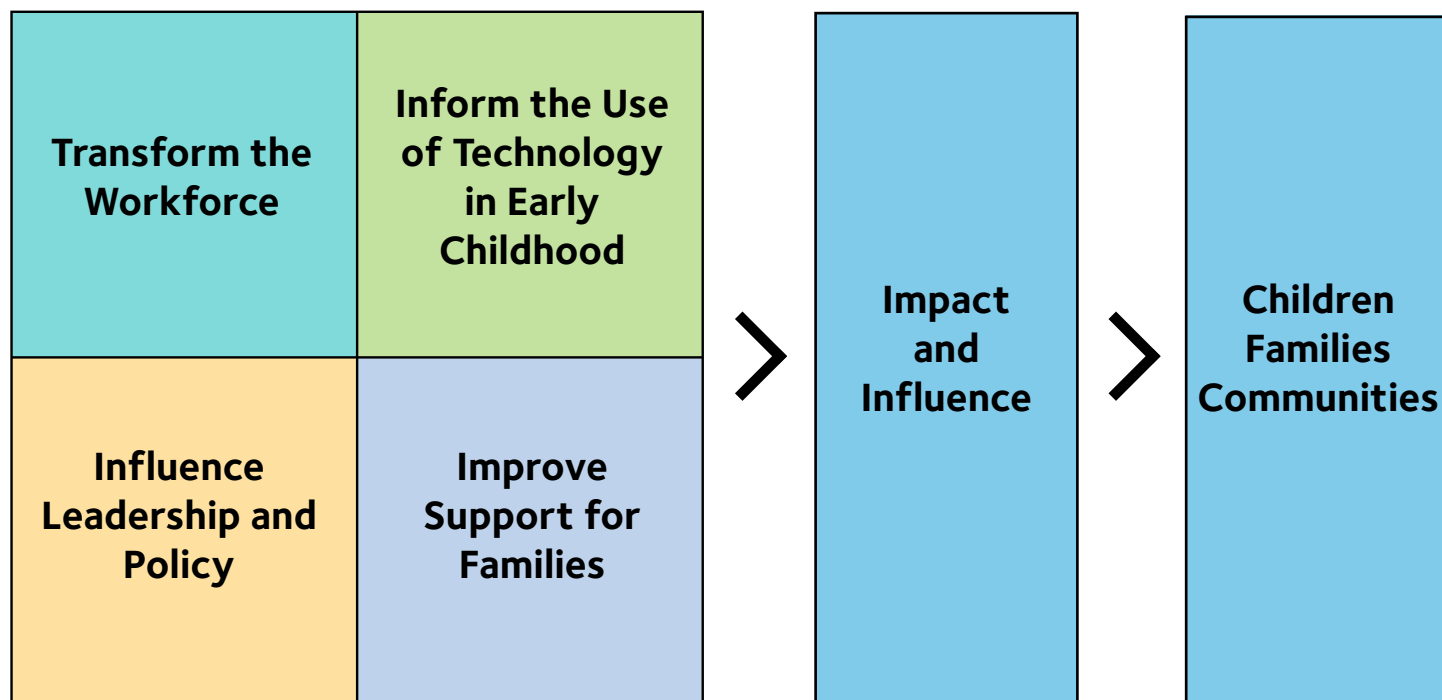 Transform the
Workforce
Inform the Use
of Technology
in Early
Childhood
Influence
Leadership and
Policy
Improve
Support for
Families
Impact
and
Influence
Children
Families
Communities